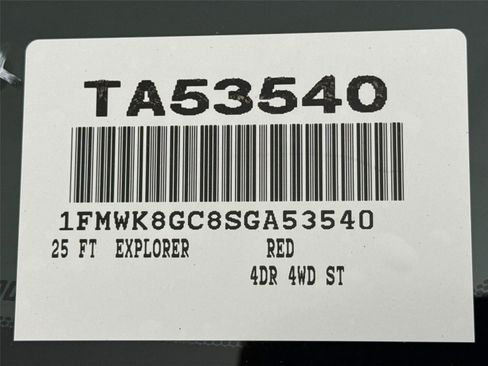 TA53540
1FMWK8GC8SGA53540
25 FT EXPLORER RED
4DR 4WD ST